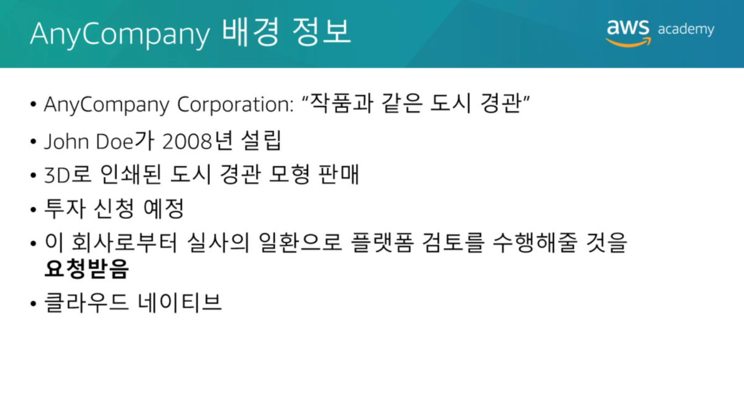 AnyCompany 배경 정보
aws academy
• AnyCompany Corporation: “작품과 같은 도시 경관”
• John Doe가 2008년 설립
• 3D로 인쇄된 도시 경관 모형 판매
• 투자 신청 예정
• 이 회사로부터 실사의 일환으로 플랫폼 검토를 수행해줄 것을
요청받음
• 클라우드 네이티브